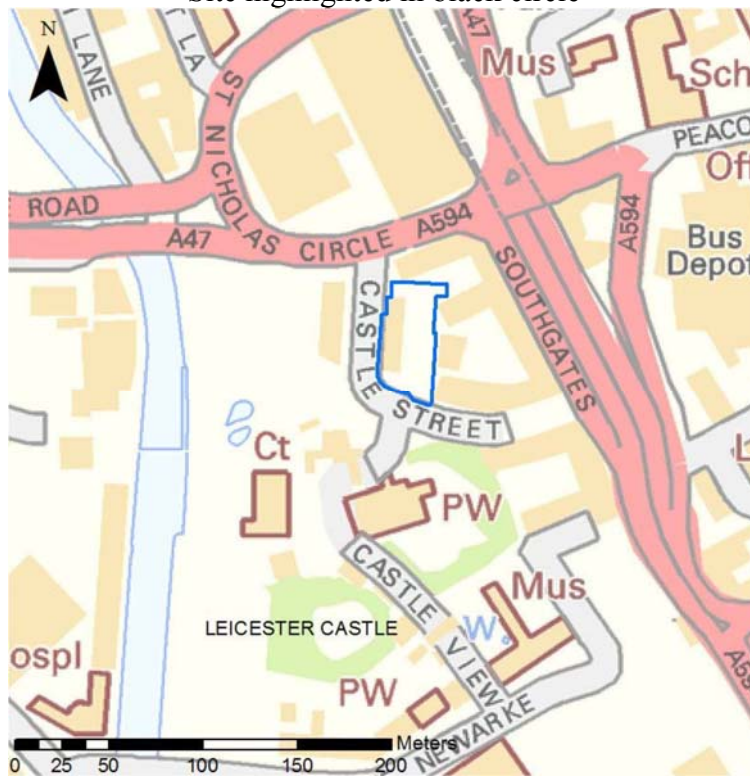 Site highlighted in black circle
N
LANE
ST LA
A47
Mus
Sch
PEACO
Off
ST NICHOLAS CIRCLE
ROAD
A47
A594
A594
Bus
Depot
CASTLE STREET
SOUTHGATES
Ct
PW
CASTLE VIEW
Mus
W
LEICESTER CASTLE
ospl
PW
NEWARKE
A59
L
Meters
0 25 50 100 150 200